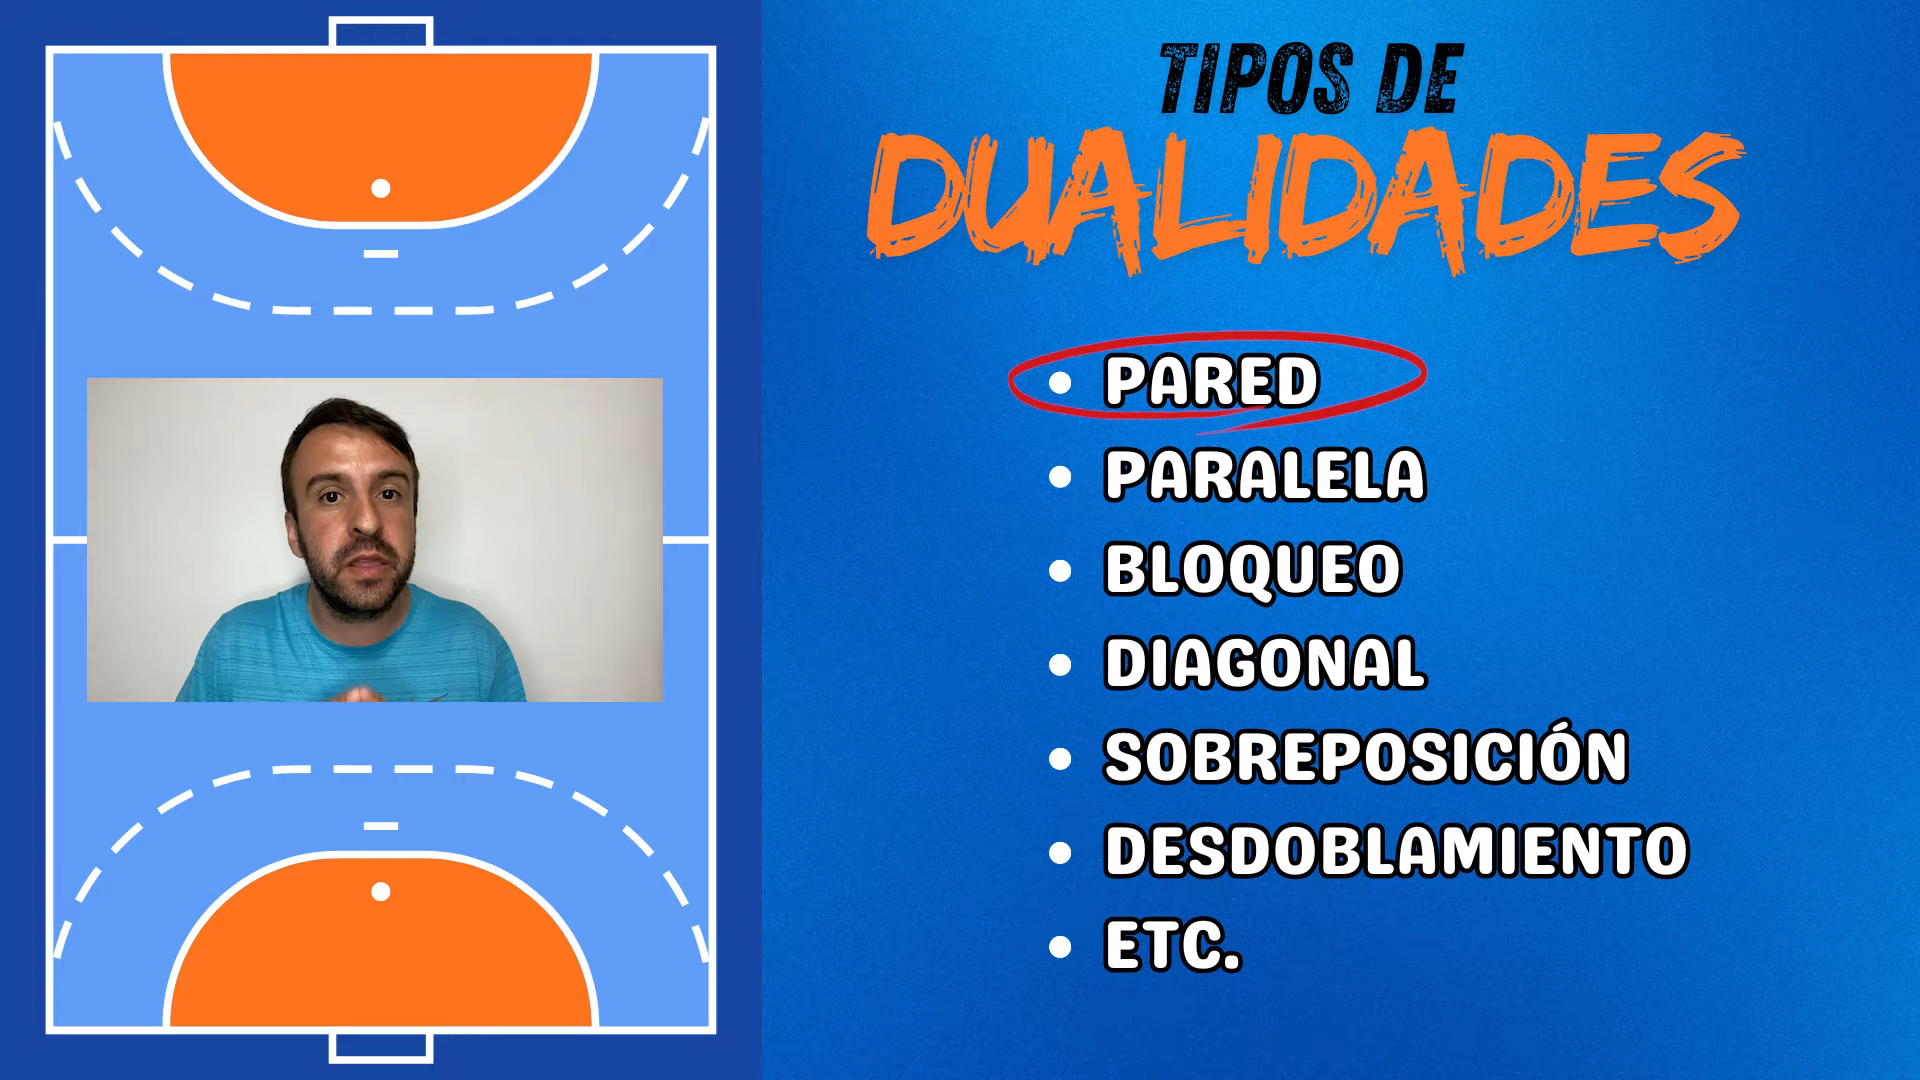 TIPOS DE
DUALIDADES
• PARED
• PARALELA
• BLOQUEO
• DIAGONAL
• SOBREPOSICIÓN
• DESDOBLAMIENTO
• ETC.